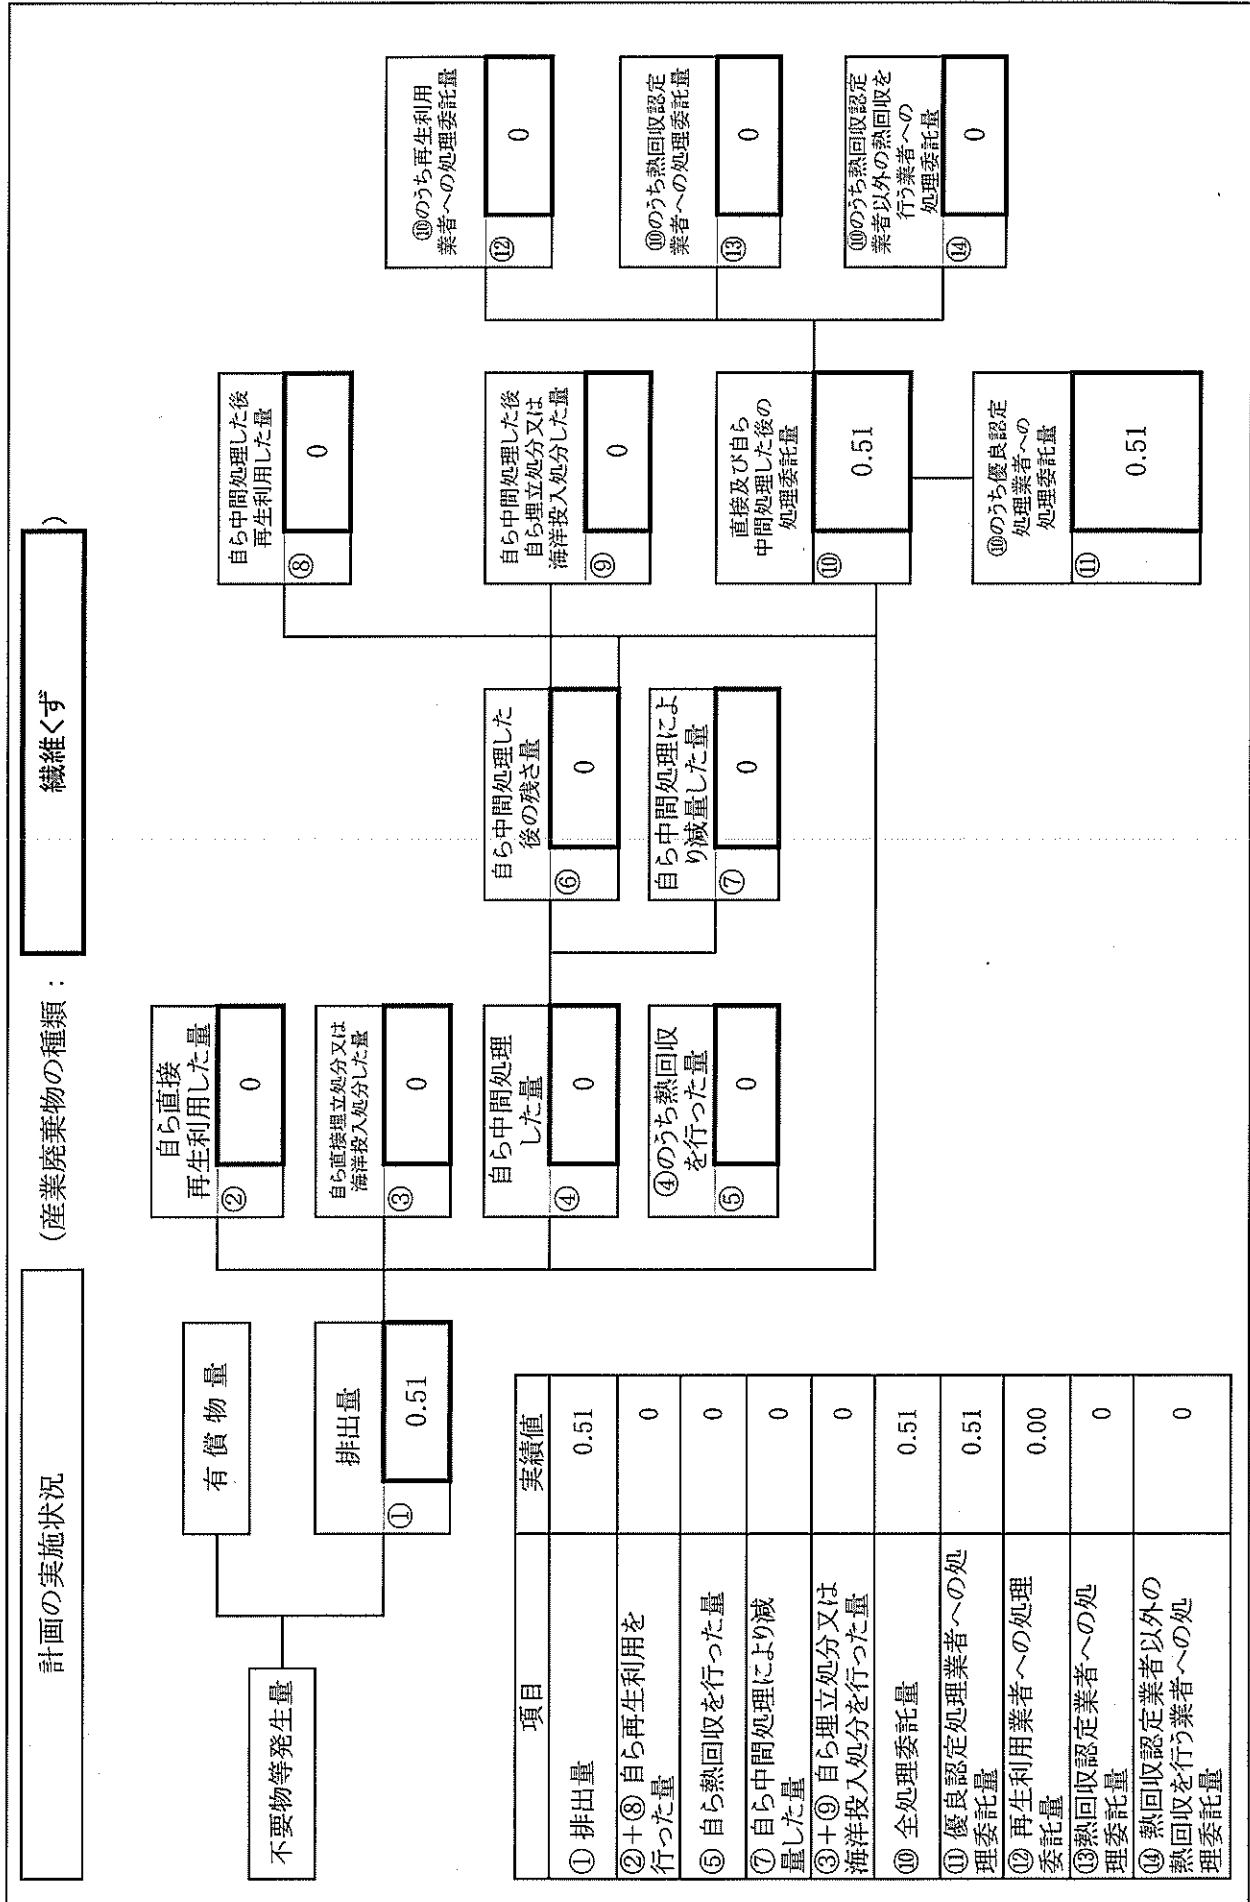 計画の実施状況
(産業廃棄物の種類：
繊維くず
)
不要物等発生量
有 償 物 量
排出量
①
0.51
自ら直接
再生利用した量
②
0
自ら直接埋立処分又は
海洋投入処分した量
③
0
自ら中間処理
した量
④
0
④のうち熱回収
を行った量
⑤
0
自ら中間処理した
後の残さ量
⑥
0
自ら中間処理によ
り減量した量
⑦
0
自ら中間処理した後
再生利用した量
⑧
0
自ら中間処理した後
自ら埋立処分又は
海洋投入処分した量
⑨
0
直接及び自ら
中間処理した後の
処理委託量
⑩
0.51
⑩のうち優良認定
処理業者への
処理委託量
⑪
0.51
⑩のうち再生利用
業者への処理委託量
⑫
0
⑩のうち熱回収認定
業者への処理委託量
⑬
0
⑩のうち熱回収認定
業者以外の熱回収を
行う業者への
処理委託量
⑭
0
項目
実績値
① 排出量
0.51
②+⑧ 自ら再生利用を
行った量
0
⑤ 自ら熱回収を行った量
0
⑦ 自ら中間処理により減
量した量
0
③+⑨ 自ら埋立処分又は
海洋投入処分を行った量
0
⑩ 全処理委託量
0.51
⑪ 優良認定処理業者への処
理委託量
0.51
⑫ 再生利用業者への処理
委託量
0.00
⑬熱回収認定業者への処
理委託量
0
⑭ 熱回収認定業者以外の
熱回収を行う業者への処
理委託量
0